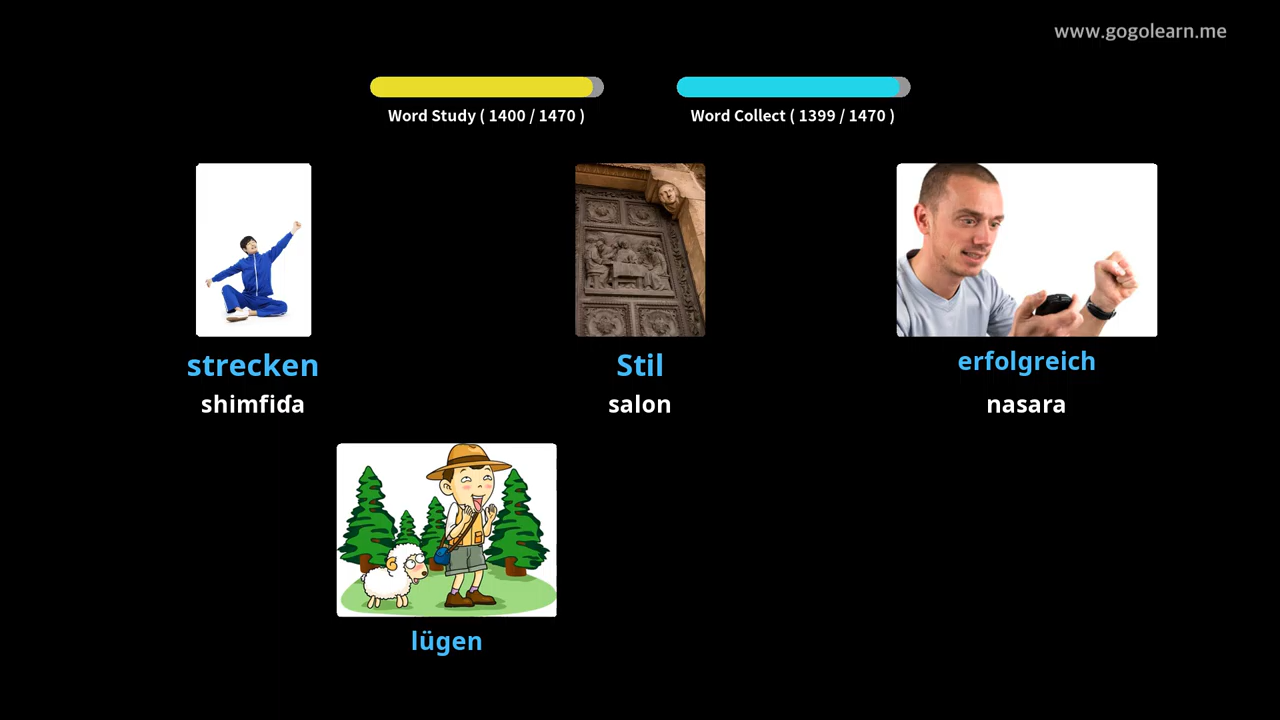 www.gogolearn.me
Word Study ( 1400 / 1470 )
Word Collect ( 1399 / 1470 )
strecken
shimfiɗa
Stil
salon
erfolgreich
nasara
lügen